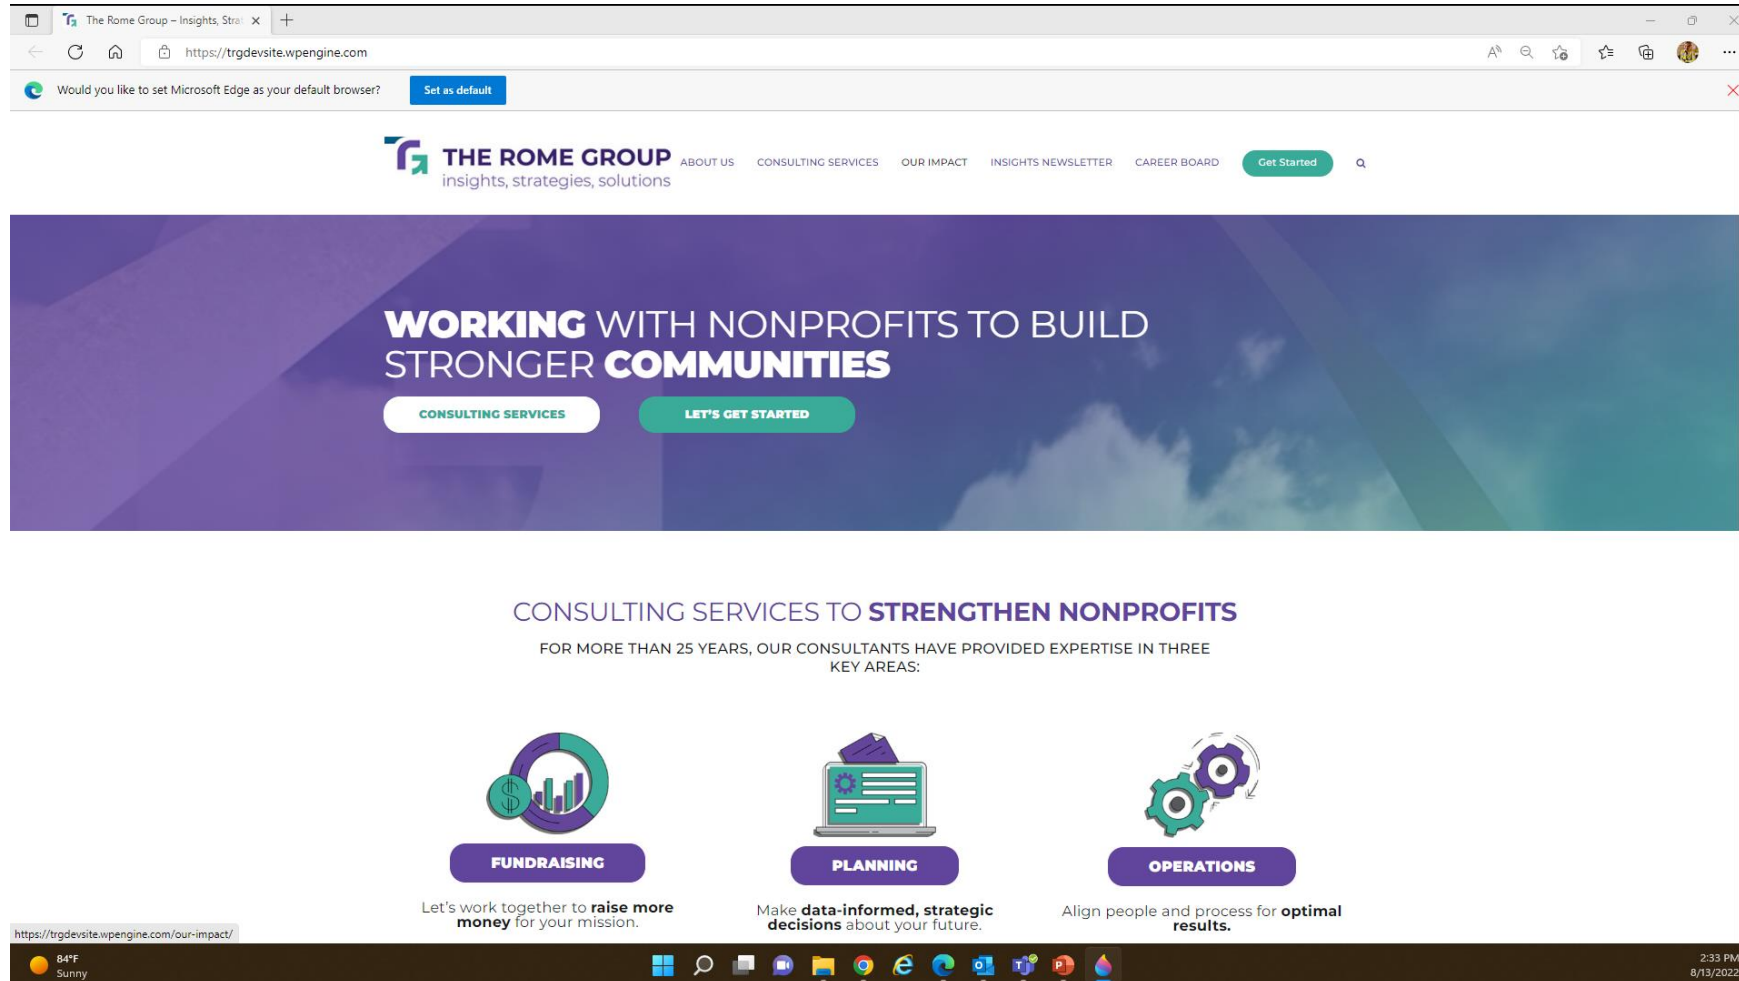 The Rome Group – Insights, Stra
https://trgdevsite.wpengine.com
Would you like to set Microsoft Edge as your default browser?
Set as default
THE ROME GROUP
insights, strategies, solutions
ABOUT US
CONSULTING SERVICES
OUR IMPACT
INSIGHTS NEWSLETTER
CAREER BOARD
Get Started
WORKING WITH NONPROFITS TO BUILD
STRONGER COMMUNITIES
CONSULTING SERVICES
LET'S GET STARTED
CONSULTING SERVICES TO STRENGTHEN NONPROFITS
FOR MORE THAN 25 YEARS, OUR CONSULTANTS HAVE PROVIDED EXPERTISE IN THREE
KEY AREAS:
FUNDRAISING
Let's work together to raise more
money for your mission.
PLANNING
Make data-informed, strategic
decisions about your future.
OPERATIONS
Align people and process for optimal
results.
https://trgdevsite.wpengine.com/our-impact/
84°F
Sunny
2:33 PM
8/13/2022